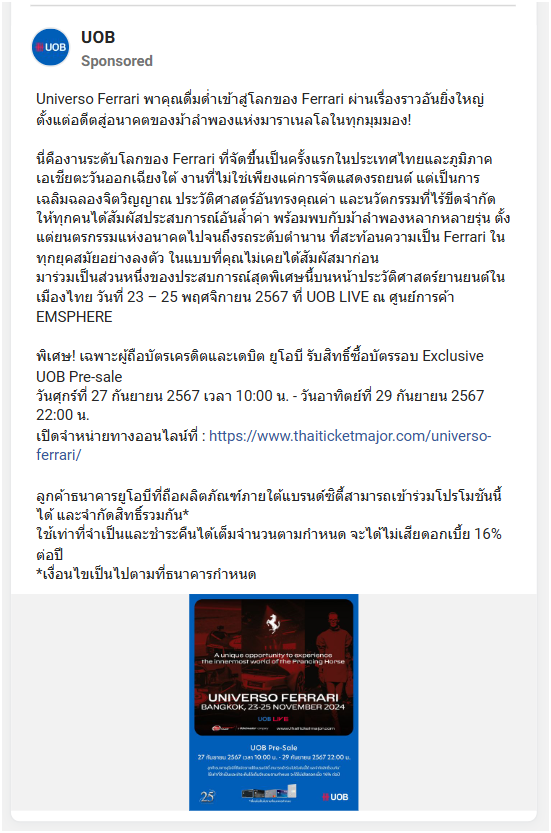 UOB
UOB
Sponsored
Universo Ferrari พาคุณดื่มด่ำเข้าสู่โลกของ Ferrari ผ่านเรื่องราวอันยิ่งใหญ่
ตั้งแต่อดีตสู่อนาคตของม้าลำพองแห่งมาราเนลโลในทุกมุมมอง!
นี่คืองานระดับโลกของ Ferrari ที่จัดขึ้นเป็นครั้งแรกในประเทศไทยและภูมิภาค
เอเชียตะวันออกเฉียงใต้ งานที่ไม่ใช่เพียงแค่การจัดแสดงรถยนต์ แต่เป็นการ
เฉลิมฉลองจิตวิญญาณ ประวัติศาสตร์อันทรงคุณค่า และนวัตกรรมที่ไร้ขีดจำกัด
ให้ทุกคนได้สัมผัสประสบการณ์อันล้ำค่า พร้อมพบกับม้าลำพองหลากหลายรุ่น ตั้ง
แต่ยนตรกรรมแห่งอนาคตไปจนถึงรถระดับตำนาน ที่สะท้อนความเป็น Ferrari ใน
ทุกยุคสมัยอย่างลงตัว ในแบบที่คุณไม่เคยได้สัมผัสมาก่อน
มาร่วมเป็นส่วนหนึ่งของประสบการณ์สุดพิเศษนี้บนหน้าประวัติศาสตร์ยานยนต์ใน
เมืองไทย วันที่ 23 – 25 พฤศจิกายน 2567 ที่ UOB LIVE ณ ศูนย์การค้า
EMSPHERE
พิเศษ! เฉพาะผู้ถือบัตรเครดิตและเดบิต ยูโอบี รับสิทธิ์ซื้อบัตรรอบ Exclusive
UOB Pre-sale
วันศุกร์ที่ 27 กันยายน 2567 เวลา 10:00 น. - วันอาทิตย์ที่ 29 กันยายน 2567
22:00 น.
เปิดจำหน่ายทางออนไลน์ที่ : https://www.thaiticketmajor.com/universo-
ferrari/
ลูกค้าธนาคารยูโอบีที่ถือผลิตภัณฑ์ภายใต้แบรนด์ซิตี้สามารถเข้าร่วมโปรโมชันนี้
ได้ และจำกัดสิทธิ์รวมกัน*
ใช้เท่าที่จำเป็นและชำระคืนได้เต็มจำนวนตามกำหนด จะได้ไม่เสียดอกเบี้ย 16%
ต่อปี
*เงื่อนไขเป็นไปตามที่ธนาคารกำหนด
A unique opportunity to experience
the innermost world of the Prancing Horse
UNIVERSO FERRARI
BANGKOK, 23-25 NOVEMBER 2024
UOB LIVE
UOB Pre-Sale
27 กันยายน 2567 เวลา 10.00 น. - 29 กันยายน 2567 22.00 น.
25
UOB